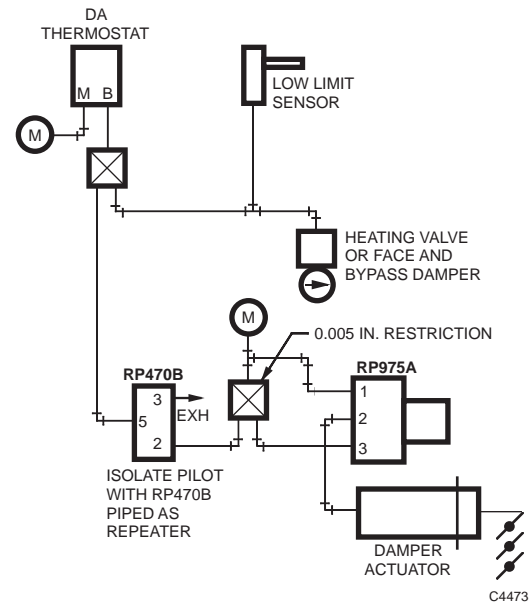 DA
THERMOSTAT
M B
M
LOW LIMIT
SENSOR
HEATING VALVE
OR FACE AND
BYPASS DAMPER
M
0.005 IN. RESTRICTION
RP470B
3
EXH
5
2
RP975A
1
2
3
ISOLATE PILOT
WITH RP470B
PIPED AS
REPEATER
DAMPER
ACTUATOR
C4473